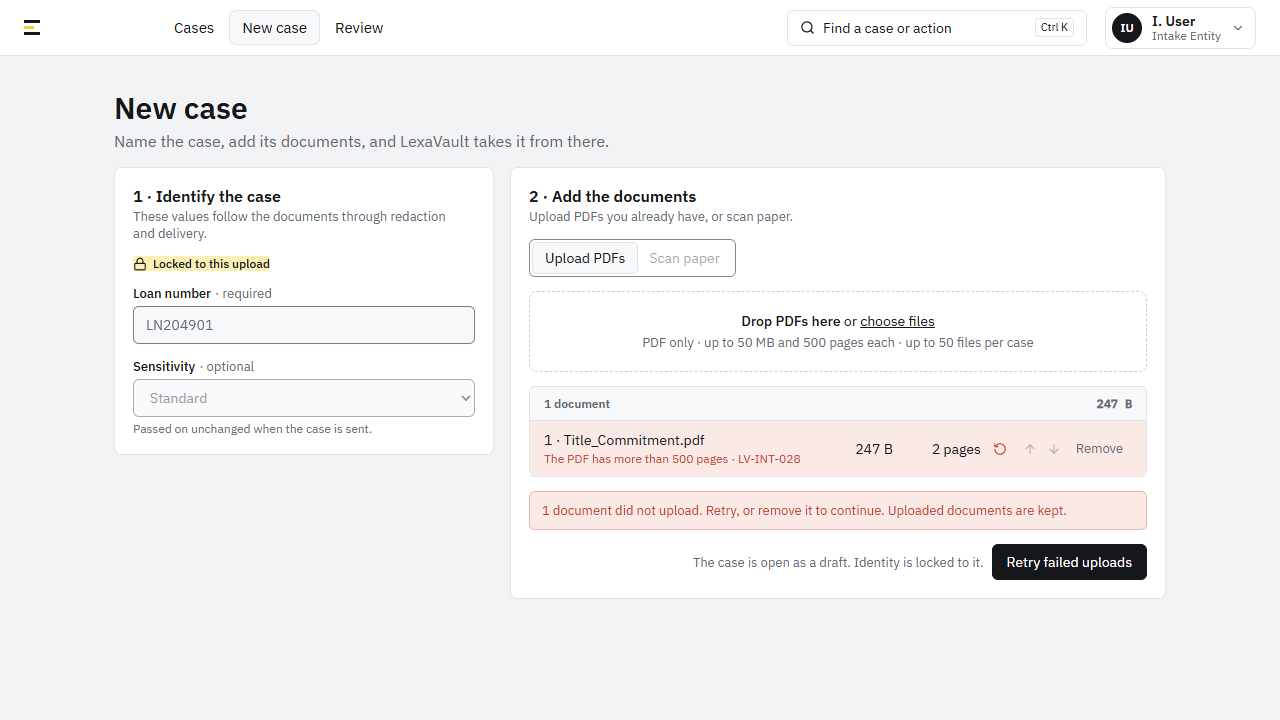 Cases
New case
Review
Find a case or action
Ctrl K
IU
I. User
Intake Entity
New case
Name the case, add its documents, and LexaVault takes it from there.
1 · Identify the case
These values follow the documents through redaction
and delivery.
Locked to this upload
Loan number · required
LN204901
Sensitivity · optional
Standard
Passed on unchanged when the case is sent.
2 · Add the documents
Upload PDFs you already have, or scan paper.
Upload PDFs
Scan paper
Drop PDFs here or choose files
PDF only · up to 50 MB and 500 pages each · up to 50 files per case
1 document
247 B
1 · Title_Commitment.pdf
The PDF has more than 500 pages · LV-INT-028
247 B
2 pages
Remove
1 document did not upload. Retry, or remove it to continue. Uploaded documents are kept.
The case is open as a draft. Identity is locked to it.
Retry failed uploads